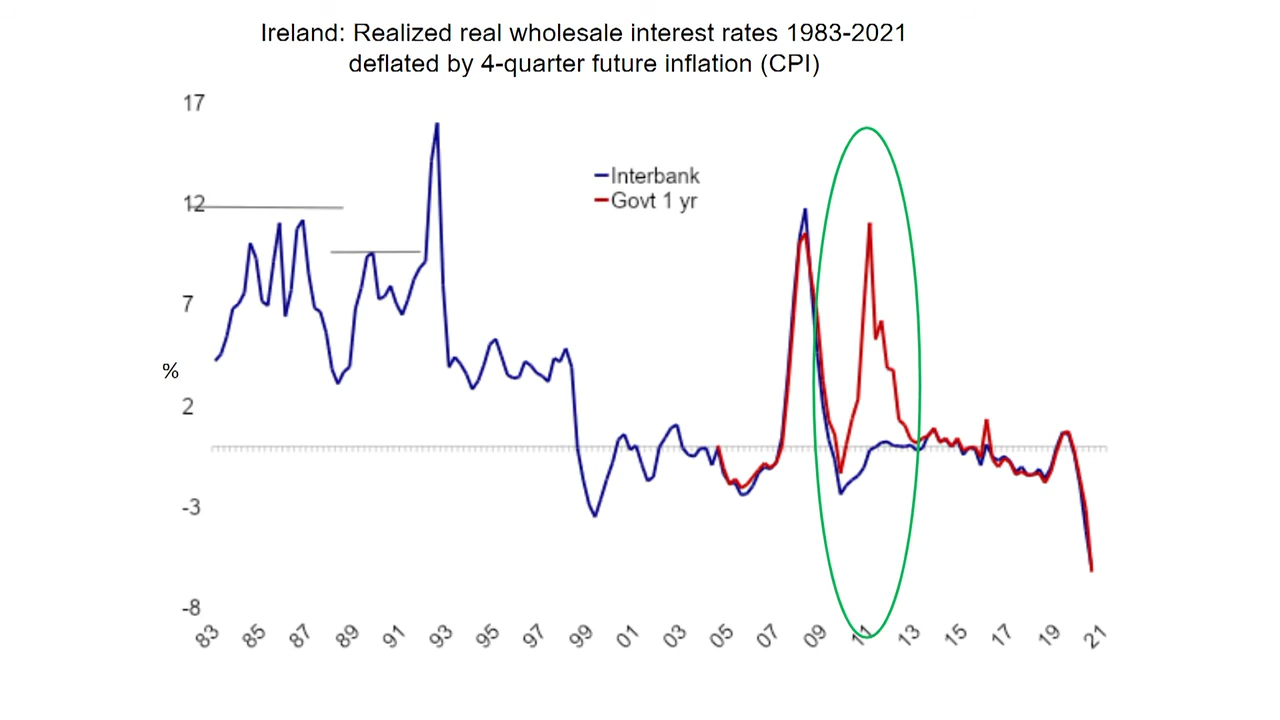 Ireland: Realized real wholesale interest rates 1983-2021
deflated by 4-quarter future inflation (CPI)
17
12
7
%
2
-3
-8
Interbank
Govt 1 yr
83 85 87 89 91 93 95 97 99 01 03 05 07 09 11 13 15 17 19 21